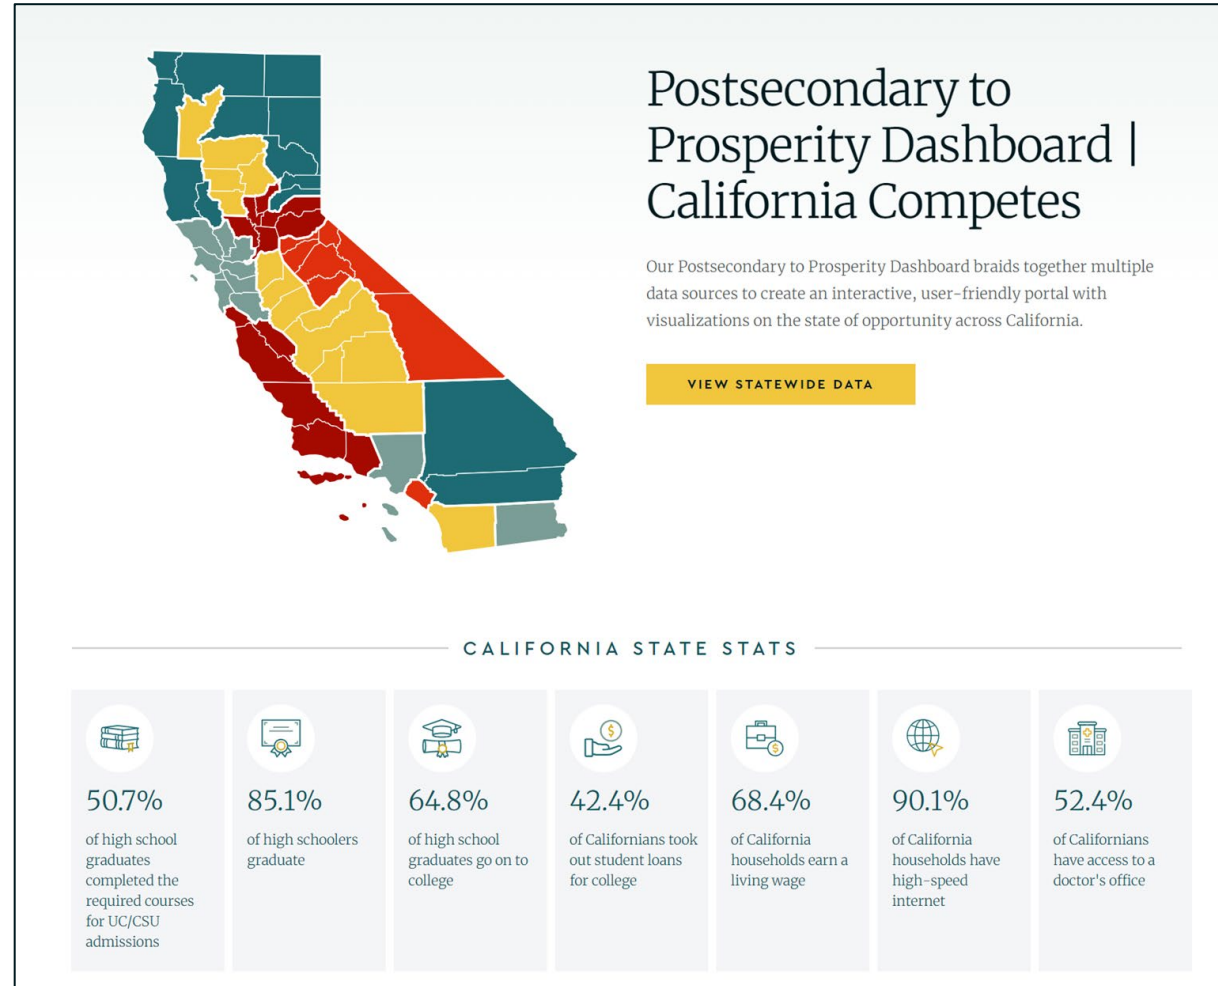 Postsecondary to
Prosperity Dashboard |
California Competes
Our Postsecondary to Prosperity Dashboard braids together multiple
data sources to create an interactive, user-friendly portal with
visualizations on the state of opportunity across California.
VIEW STATEWIDE DATA
CALIFORNIA STATE STATS
50.7%
of high school
graduates
completed the
required courses
for UC/CSU
admissions
85.1%
of high schoolers
graduate
64.8%
of high school
graduates go on to
college
42.4%
of Californians took
out student loans
for college
68.4%
of California
households earn a
living wage
90.1%
of California
households have
high-speed
internet
52.4%
of Californians
have access to a
doctor's office